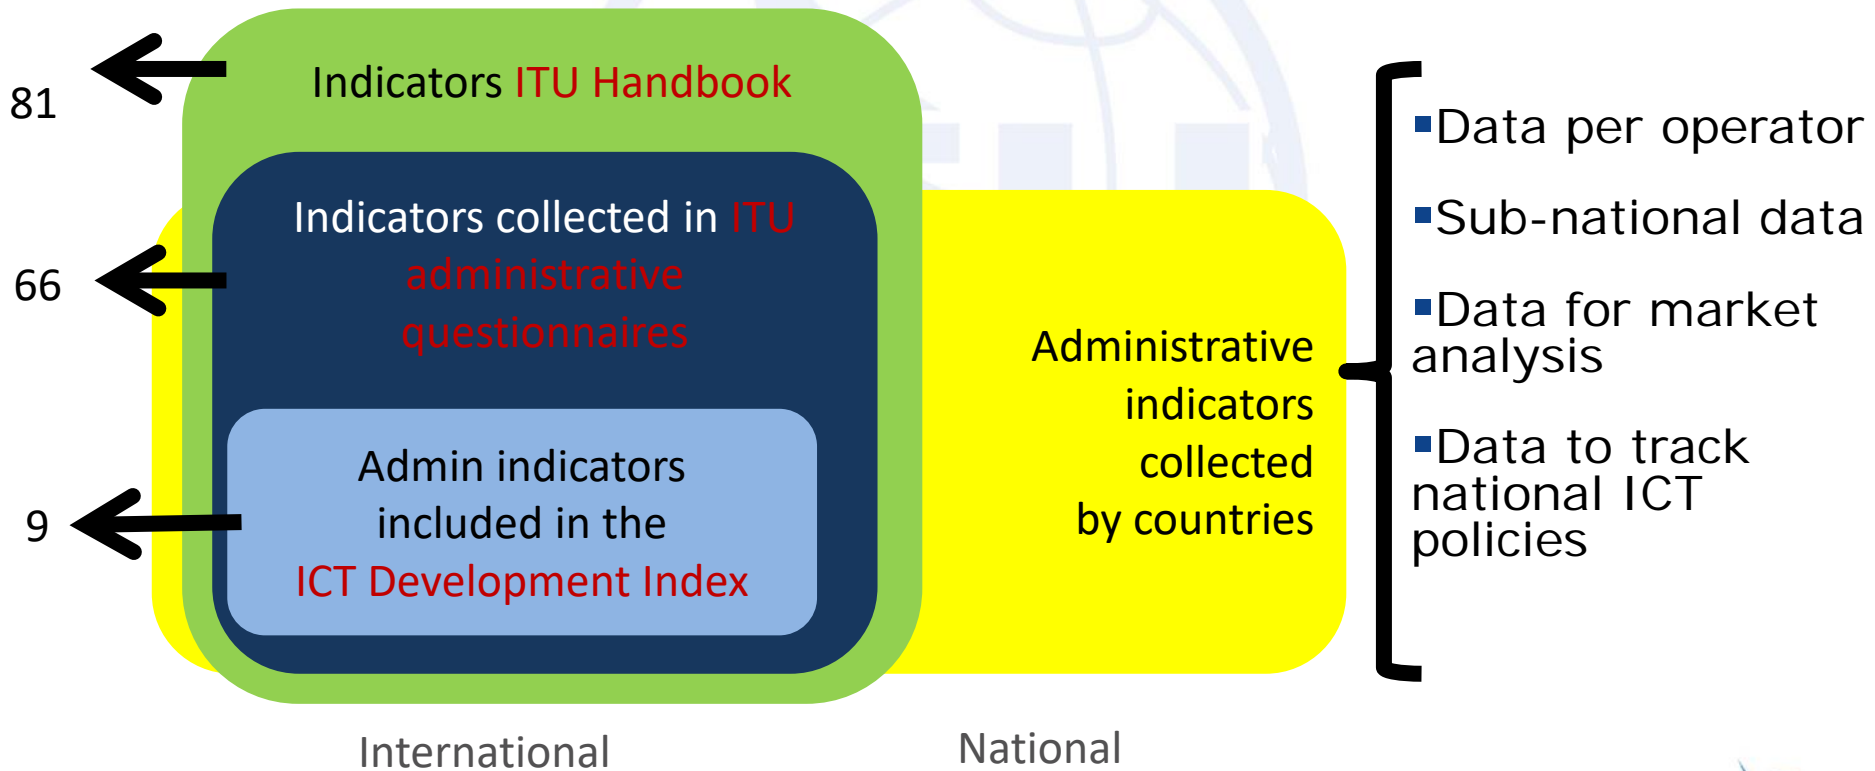 81
Indicators ITU Handbook
66
Indicators collected in ITU
administrative
questionnaires
9
Admin indicators
included in the
ICT Development Index
Administrative
indicators
collected
by countries
▪Data per operator
▪Sub-national data
▪Data for market
analysis
▪Data to track
national ICT
policies
International
National